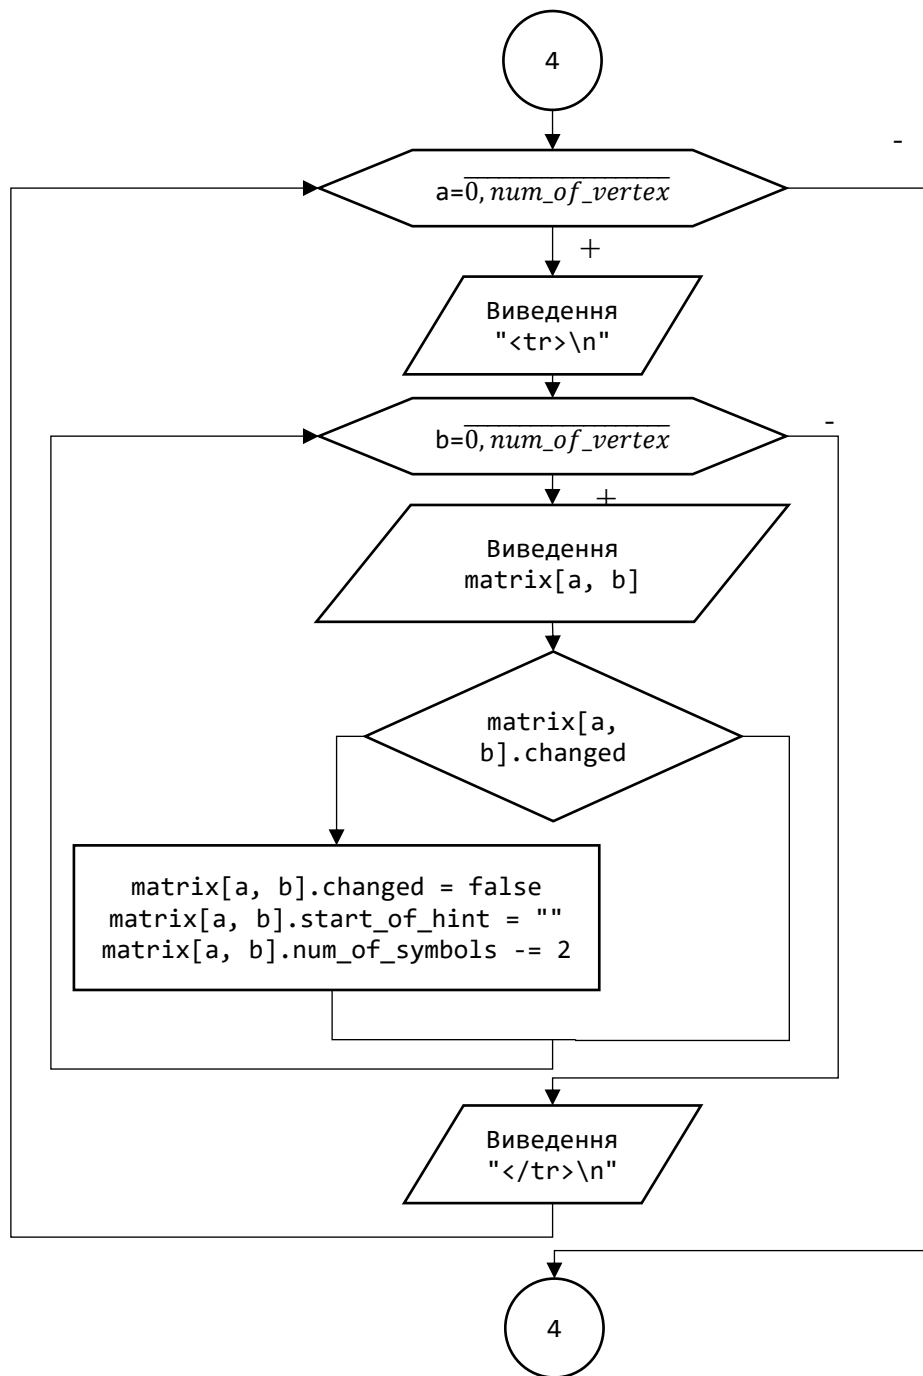 4
-
a=0, num_of_vertex
+
Виведення
"<tr>\n"
-
b=0, num_of_vertex
+
Виведення
matrix[a, b]
matrix[a,
b].changed
matrix[a, b].changed = false
matrix[a, b].start_of_hint = ""
matrix[a, b].num_of_symbols -= 2
Виведення
"</tr>\n"
4